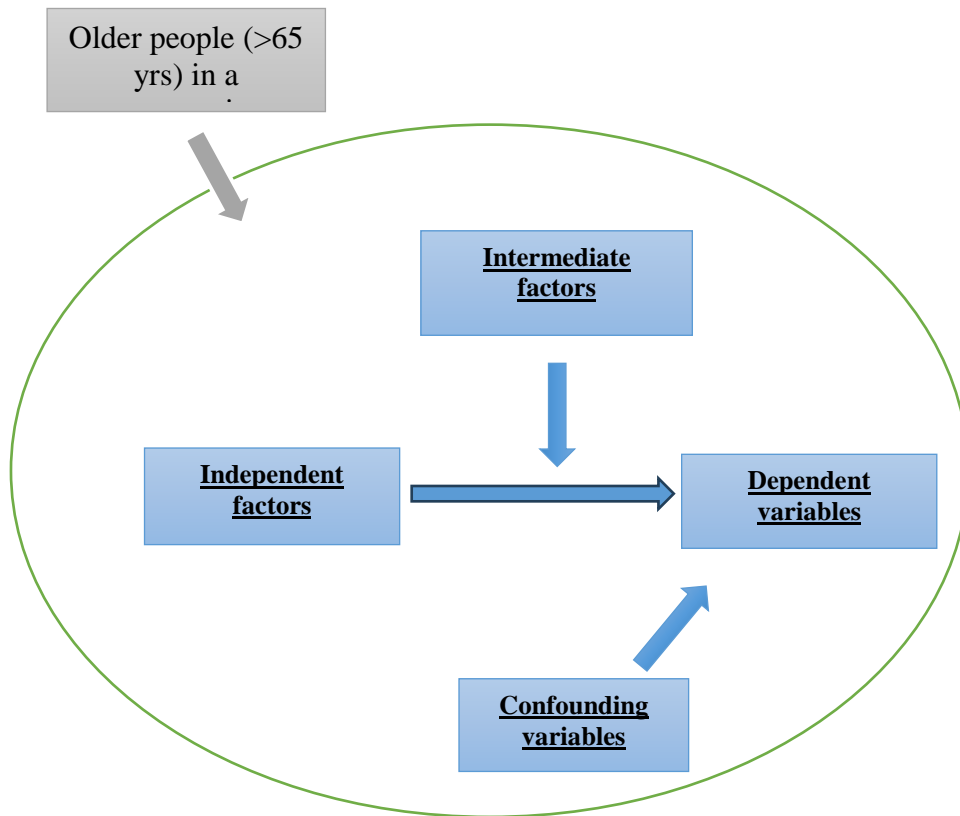 Older people (>65
yrs) in a
Intermediate
factors
Independent
factors
Dependent
variables
Confounding
variables